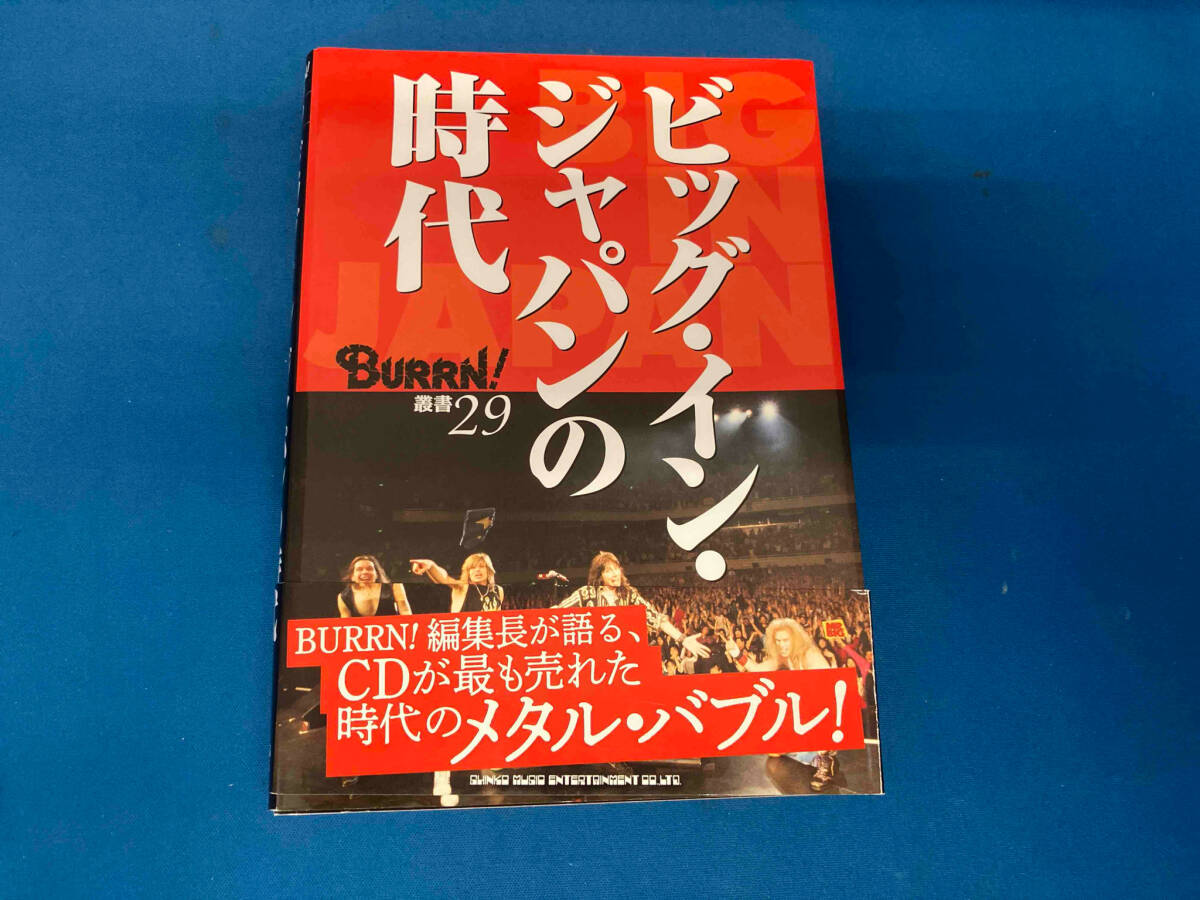 ビッグ・イン・
ジャパンの
時代
BIG
IN
JAPAN
BURRN!
叢書29
BURRN! 編集長が語る、
CDが最も売れた
時代のメタル・バブル!
SHINKO MUSIC ENTERTAINMENT CO.,LTD.